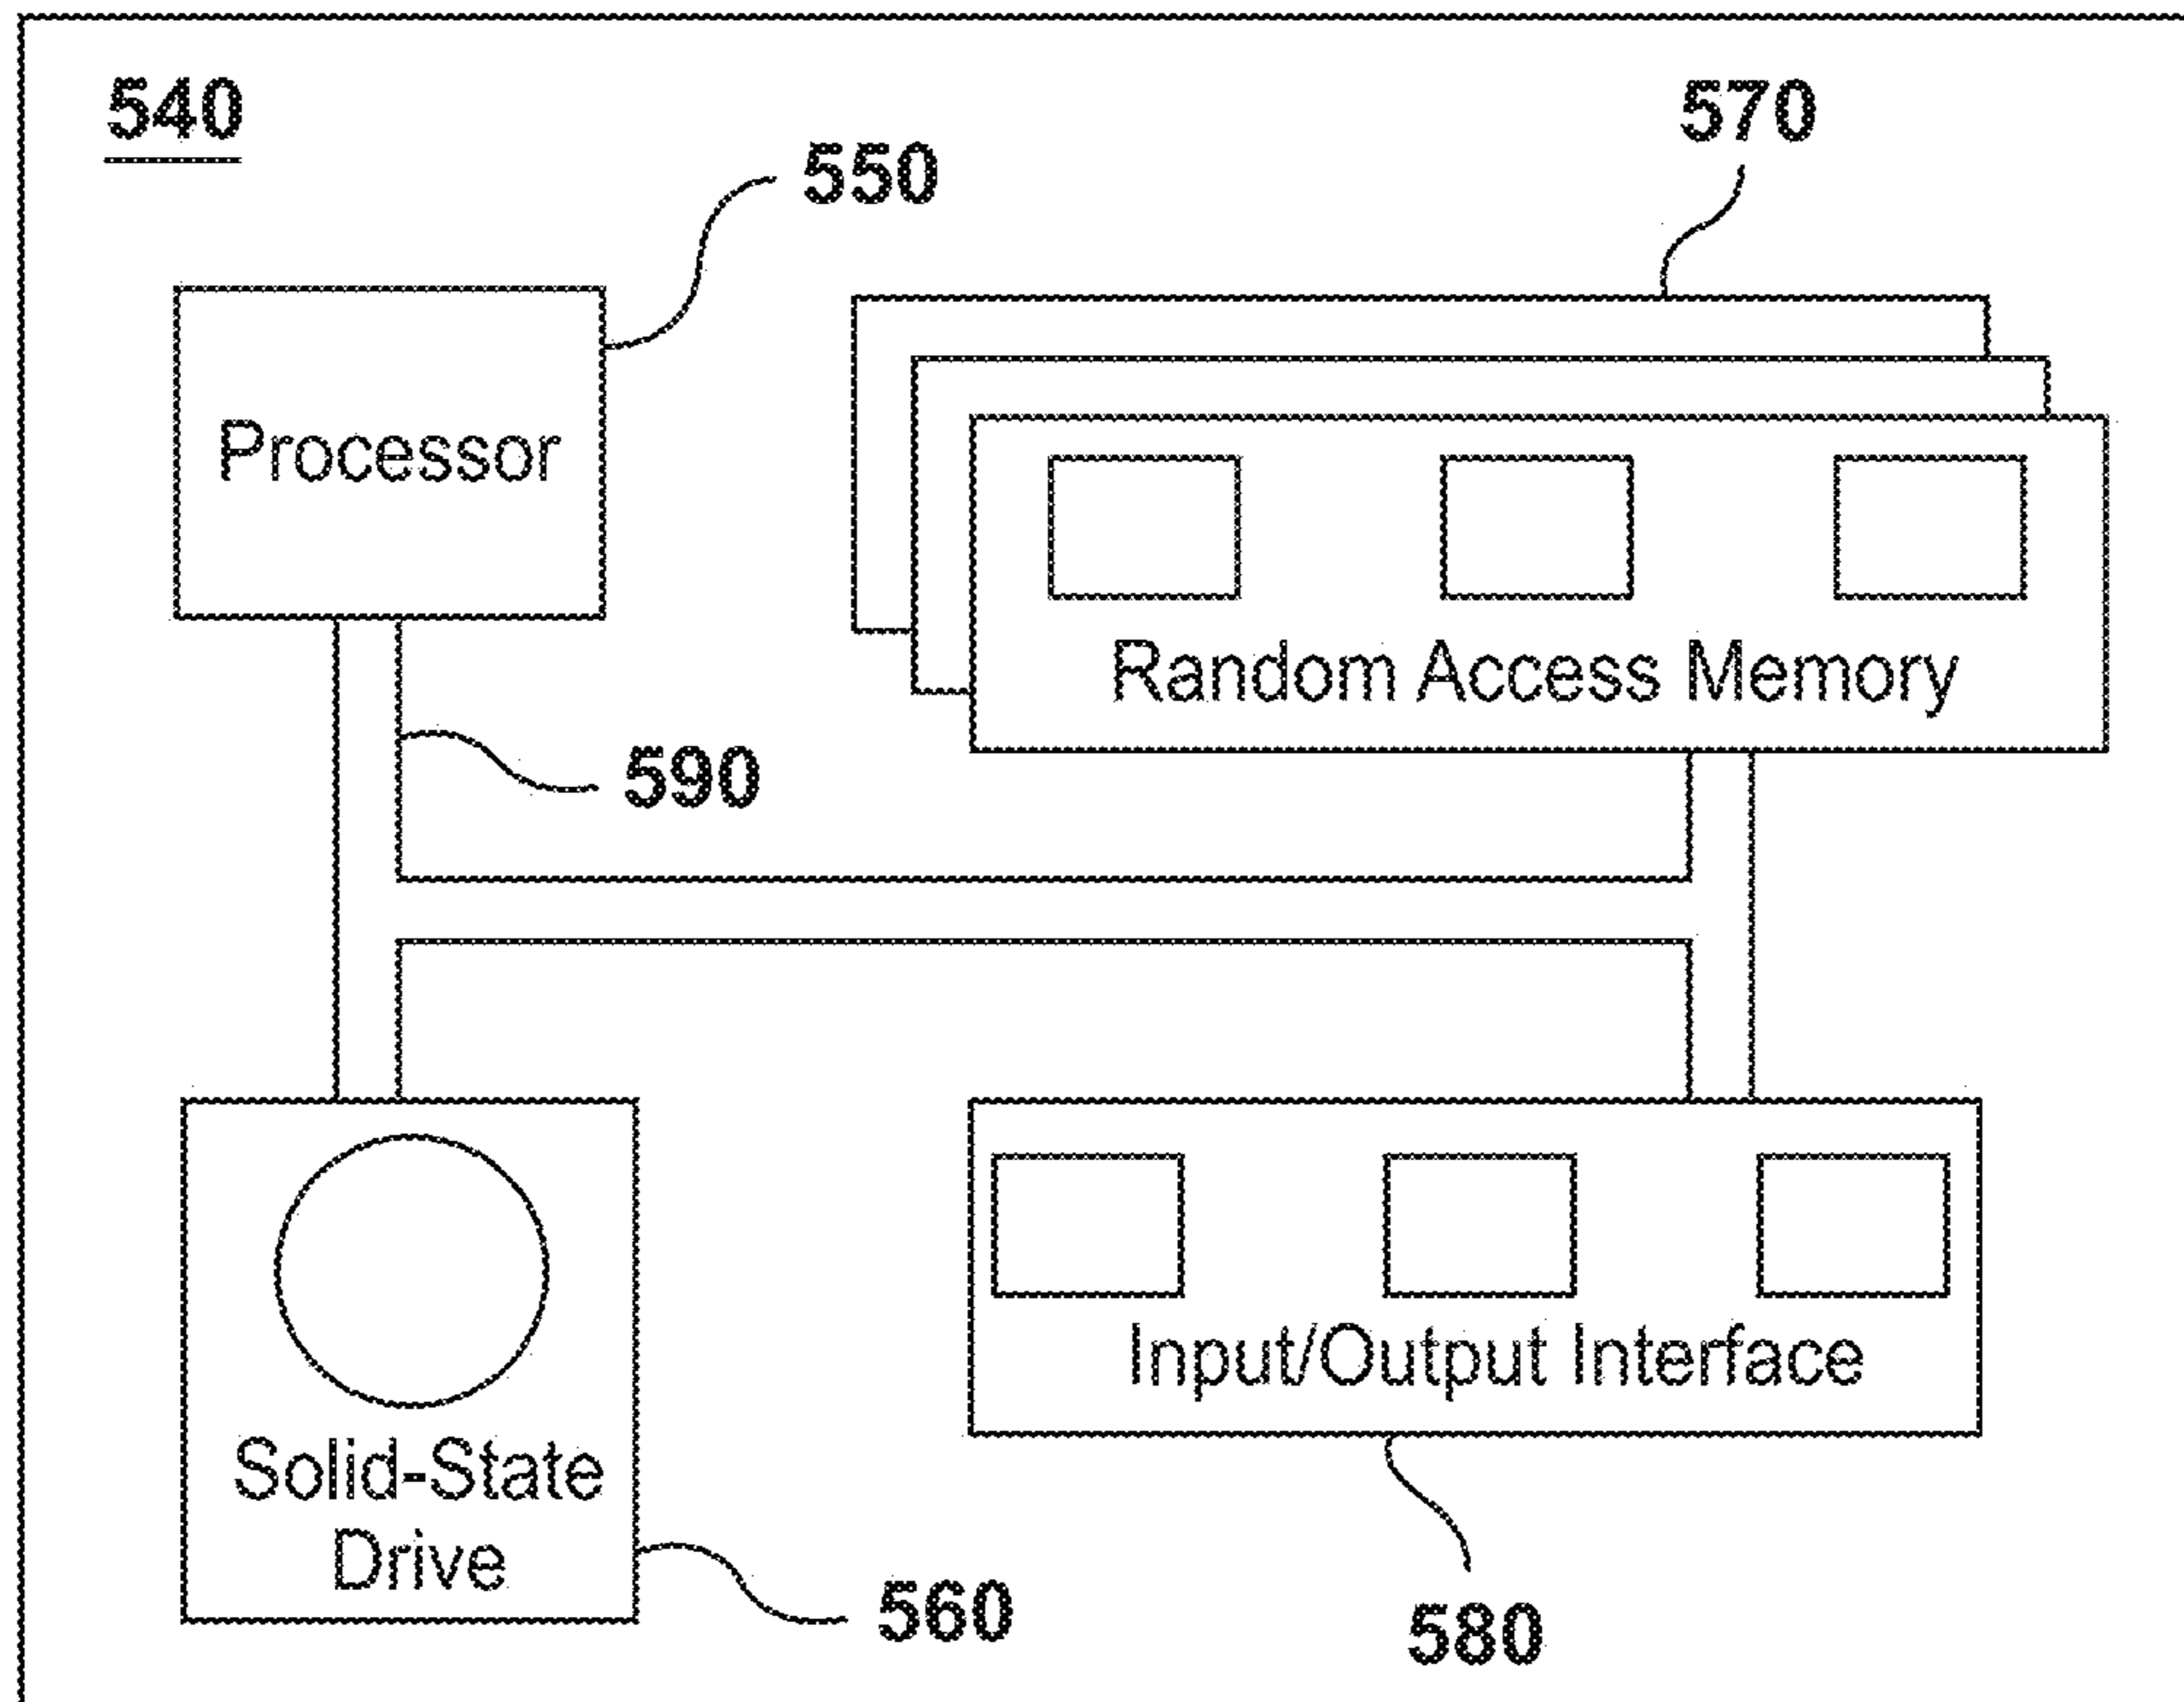 540
570
550
Processor
Random Access Memory
590
Input/Output Interface
Solid-State
Drive
560
580